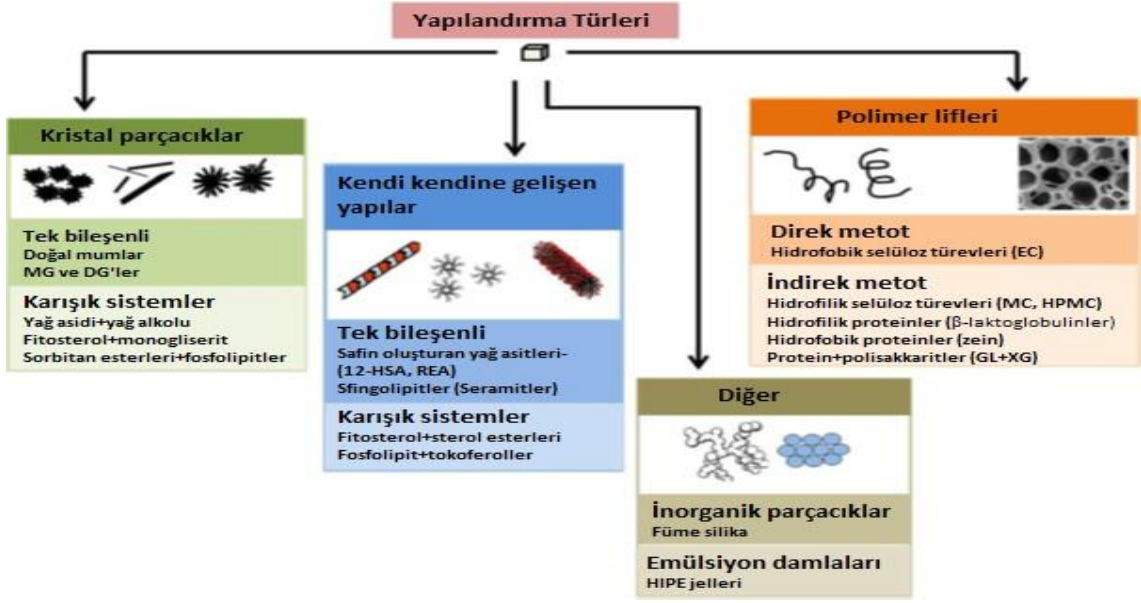 Yapılandırma Türleri
Kristal parçacıklar
Tek bileşenli
Doğal mumlar
MG ve DG'ler
Karışık sistemler
Yağ asidi+yağ alkolu
Fitosterol+monogliserit
Sorbitan esterleri+fosfolipitler
Kendi kendine gelişen
yapılar
Tek bileşenli
Safin oluşturan yağ asitleri-
(12-HSA, REA)
Sfingolipitler (Seramitler)
Karışık sistemler
Fitosterol+sterol esterleri
Fosfolipit+tokoferoller
Diğer
İnorganik parçacıklar
Füme silika
Emülsiyon damlaları
HIPE jelleri
Polimer lifleri
Direk metot
Hidrofobik selüloz türevleri (EC)
İndirek metot
Hidrofilik selüloz türevleri (MC, HPMC)
Hidrofilik proteinler (β-laktoglobulinler)
Hidrofobik proteinler (zein)
Protein+polisakkaritler (GL+XG)